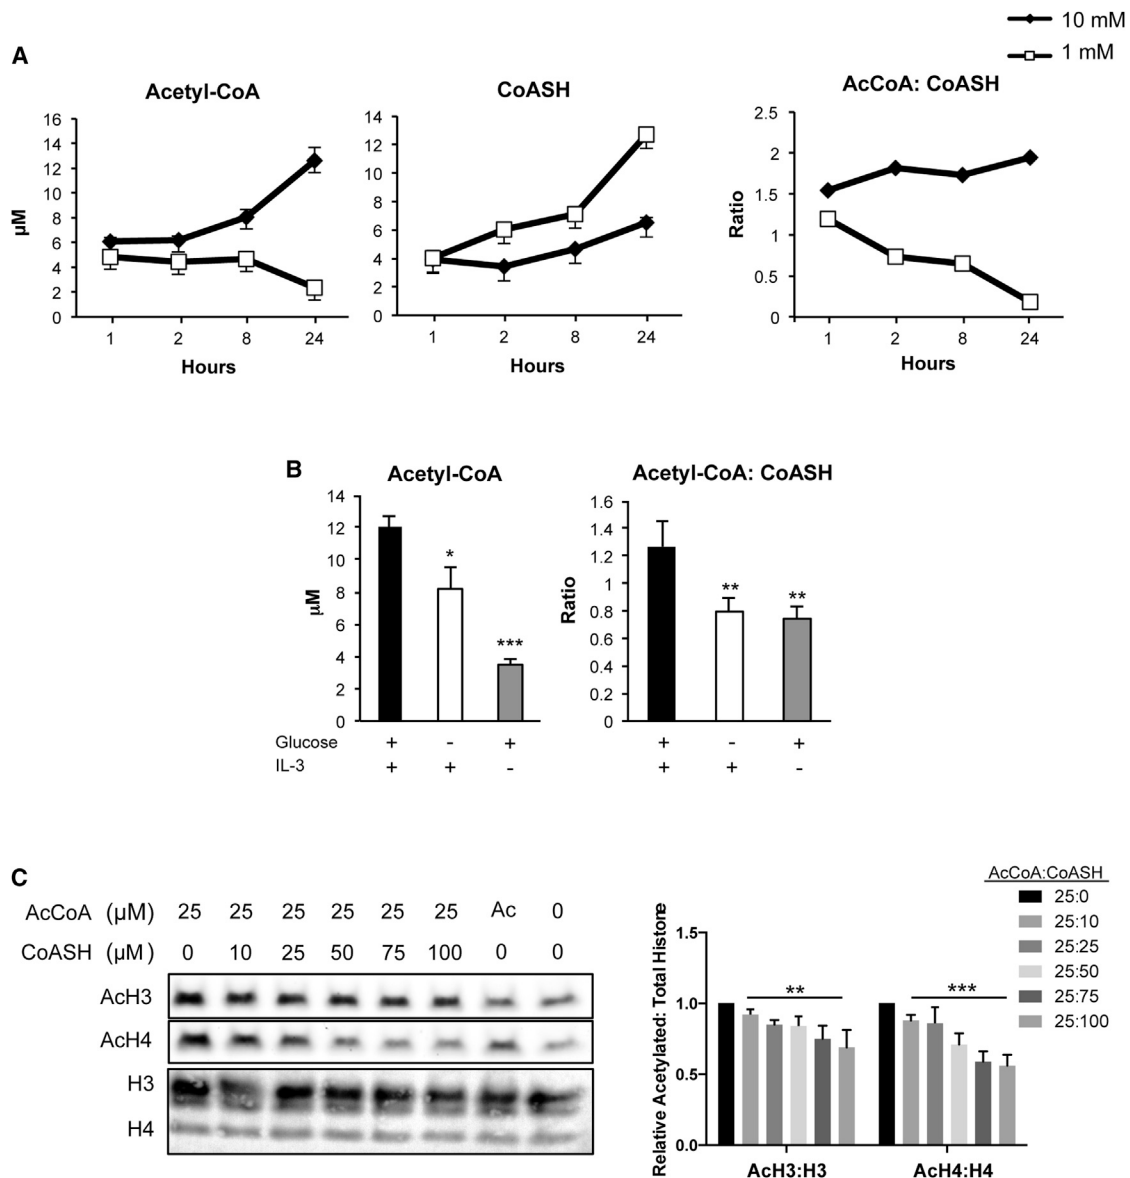 10 mM
1 mM
A
Acetyl-CoA
16
14
12
10
8
6
4
2
0
µM
1 2 8 24
Hours
CoASH
14
12
10
8
6
4
2
0
1 2 8 24
Hours
AcCoA: CoASH
2.5
2
1.5
1
0.5
0
Ratio
1 2 8 24
Hours
B
Acetyl-CoA
14
12
10
8
6
4
2
0
µM
*
***
Acetyl-CoA: CoASH
1.6
1.4
1.2
1
0.8
0.6
0.4
0.2
0
Ratio
**
**
Glucose + - + + - +
IL-3 + + - + + -
C
AcCoA (µM) 25 25 25 25 25 25 Ac 0
CoASH (µM) 0 10 25 50 75 100 0 0
AcH3
AcH4
H3
H4
Relative Acetylated: Total Histone
1.5
1.0
0.5
0.0
**
***
AcH3:H3
AcH4:H4
AcCoA:CoASH
25:0
25:10
25:25
25:50
25:75
25:100